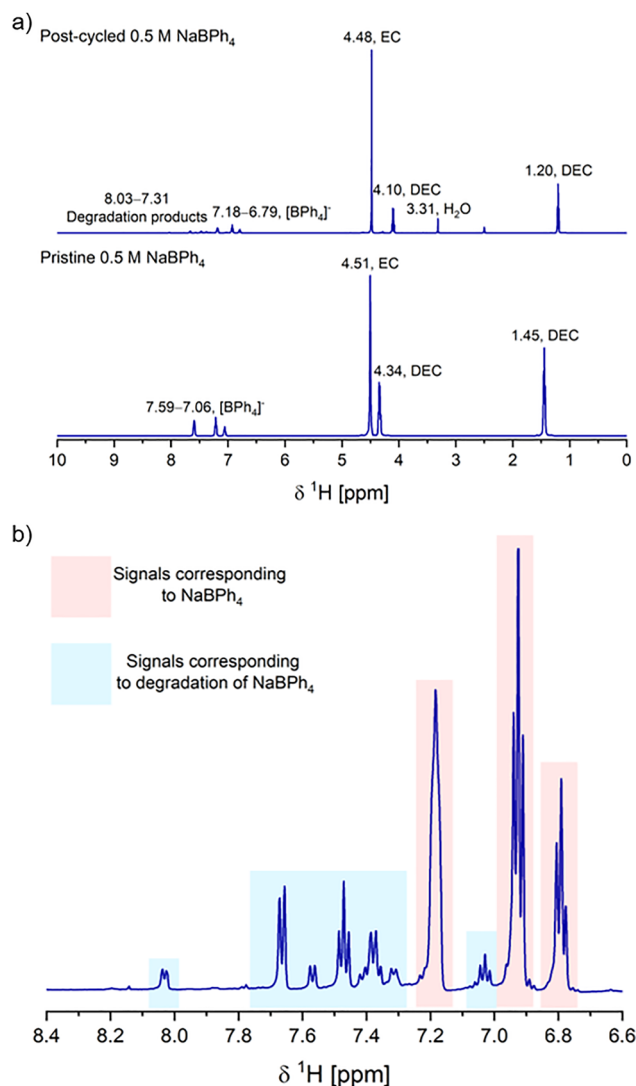 a)
Post-cycled 0.5 M NaBPh₄
4.48, EC
8.03–7.31
Degradation products
7.18–6.79, [BPh₄]⁻
4.10, DEC
3.31, H₂O
1.20, DEC
Pristine 0.5 M NaBPh₄
4.51, EC
7.59–7.06, [BPh₄]⁻
4.34, DEC
1.45, DEC
10 9 8 7 6 5 4 3 2 1 0
δ ¹H [ppm]
b)
Signals corresponding
to NaBPh₄
Signals corresponding
to degradation of NaBPh₄
8.4 8.2 8.0 7.8 7.6 7.4 7.2 7.0 6.8 6.6
δ ¹H [ppm]